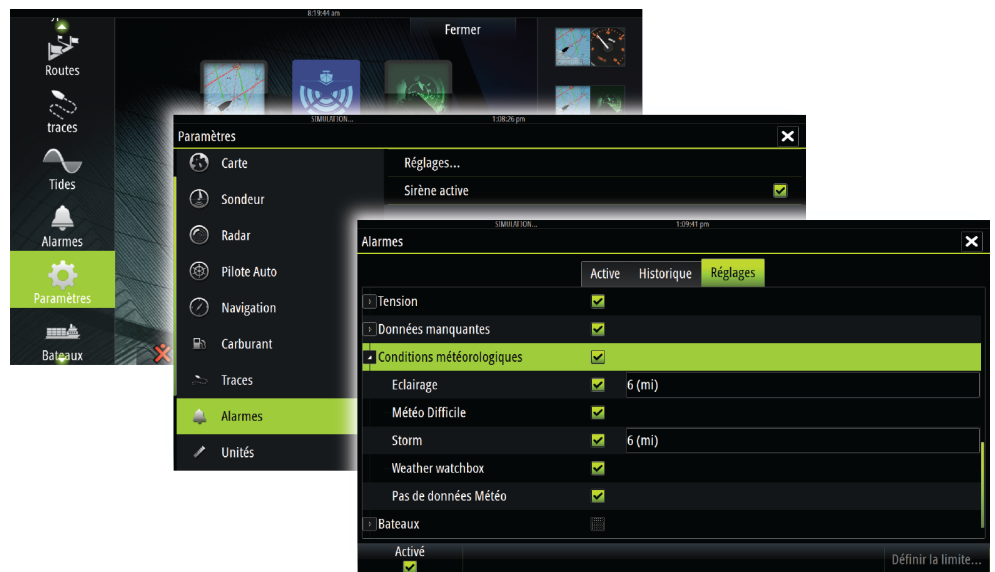 8:19:44 am
Fermer
Routes
traces
Tides
Alarmes
Paramètres
Bateaux
SIMULATION...
1:08:26 pm
Paramètres
Carte
Réglages...
Sondeur
Sirène active
Radar
Pilote Auto
Navigation
Carburant
Traces
Alarmes
Unités
SIMULATION...
1:09:41 pm
Alarmes
Active Historique Réglages
Tension
Données manquantes
Conditions météorologiques
Eclairage 6 (mi)
Météo Difficile
Storm 6 (mi)
Weather watchbox
Pas de données Météo
Bateaux
Activé
Définir la limite...